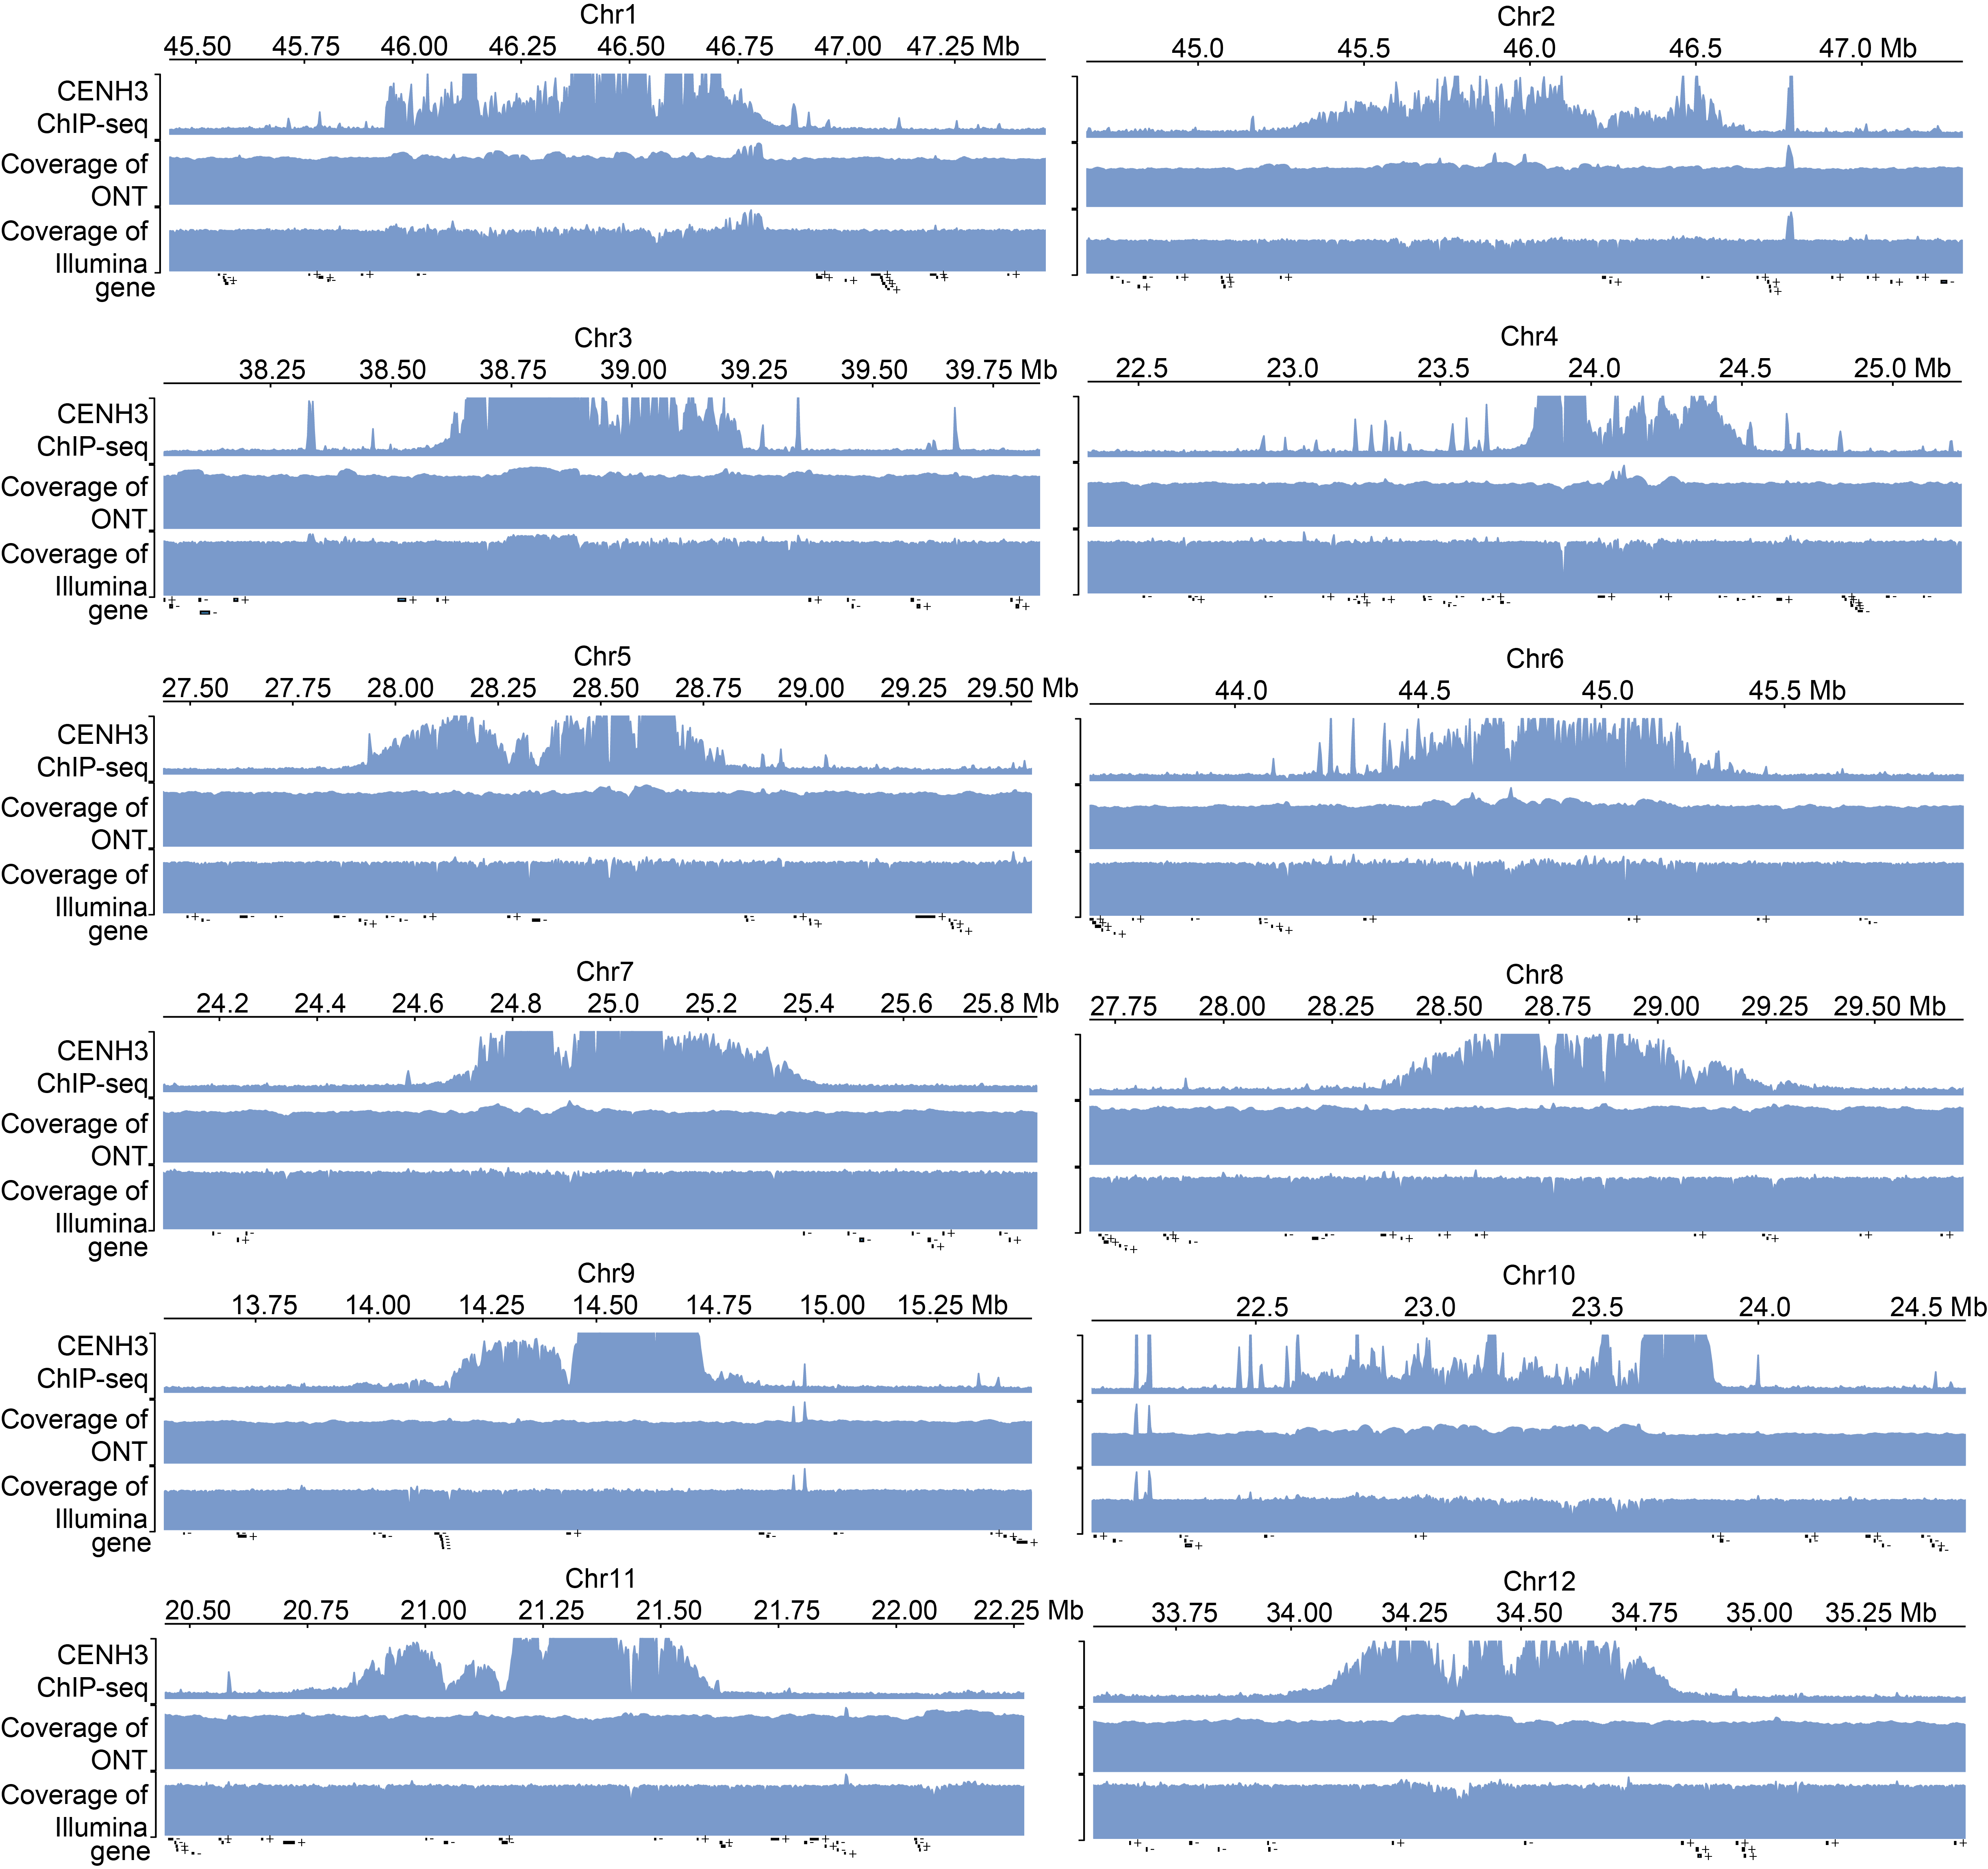 Chr1
45.50 45.75 46.00 46.25 46.50 46.75 47.00 47.25 Mb
CENH3
ChIP-seq
Coverage of
ONT
Coverage of
Illumina
gene
Chr2
45.0 45.5 46.0 46.5 47.0 Mb
Chr3
38.25 38.50 38.75 39.00 39.25 39.50 39.75 Mb
CENH3
ChIP-seq
Coverage of
ONT
Coverage of
Illumina
gene
Chr4
22.5 23.0 23.5 24.0 24.5 25.0 Mb
Chr5
27.50 27.75 28.00 28.25 28.50 28.75 29.00 29.25 29.50 Mb
CENH3
ChIP-seq
Coverage of
ONT
Coverage of
Illumina
gene
Chr6
44.0 44.5 45.0 45.5 Mb
Chr7
24.2 24.4 24.6 24.8 25.0 25.2 25.4 25.6 25.8 Mb
CENH3
ChIP-seq
Coverage of
ONT
Coverage of
Illumina
gene
Chr8
27.75 28.00 28.25 28.50 28.75 29.00 29.25 29.50 Mb
Chr9
13.75 14.00 14.25 14.50 14.75 15.00 15.25 Mb
CENH3
ChIP-seq
Coverage of
ONT
Coverage of
Illumina
gene
Chr10
22.5 23.0 23.5 24.0 24.5 Mb
Chr11
20.50 20.75 21.00 21.25 21.50 21.75 22.00 22.25 Mb
CENH3
ChIP-seq
Coverage of
ONT
Coverage of
Illumina
gene
Chr12
33.75 34.00 34.25 34.50 34.75 35.00 35.25 Mb